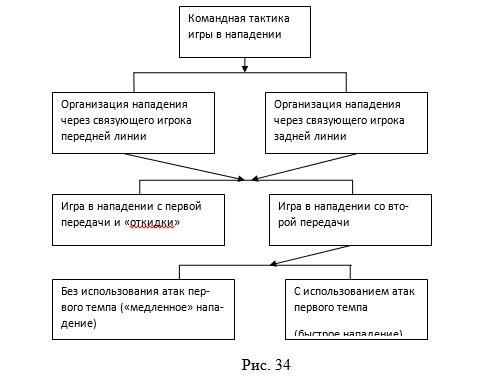 Командная тактика
игры в нападении
Организация нападения
через связующего игрока
передней линии
Организация нападения
через связующего игрока
задней линии
Игра в нападении с первой
передачи и «откидки»
Игра в нападении со вто-
рой передачи
Без использования атак пер-
вого темпа («медленное» напа-
дение)
С использованием атак
первого темпа
(быстрое нападение)
Рис. 34